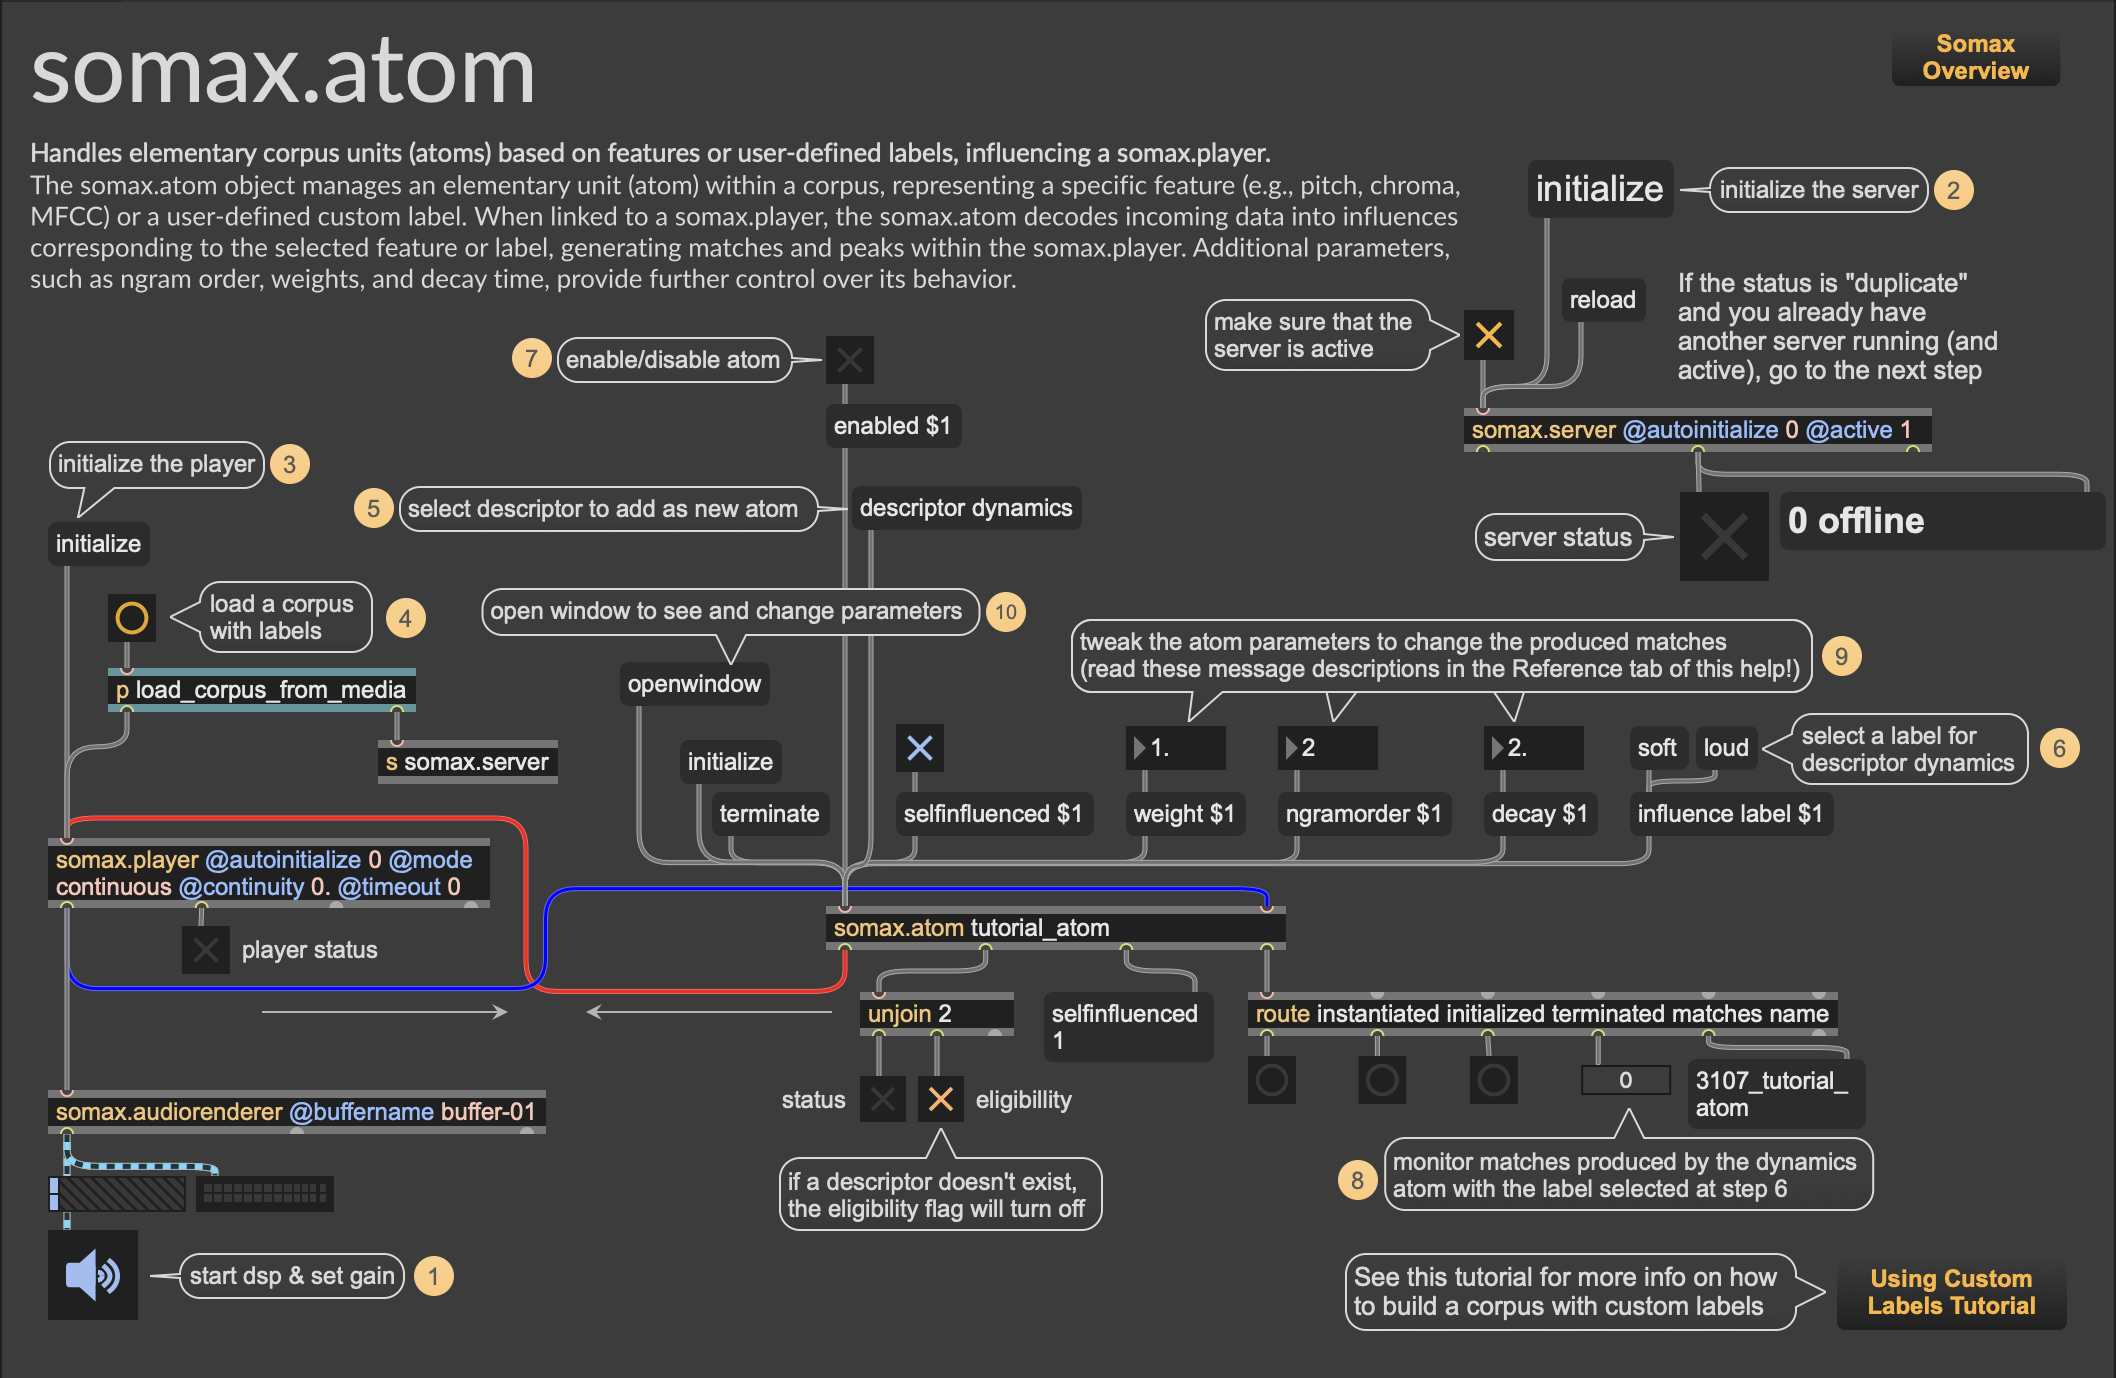 somax.atom
Somax
Overview
Handles elementary corpus units (atoms) based on features or user-defined labels, influencing a somax.player.
The somax.atom object manages an elementary unit (atom) within a corpus, representing a specific feature (e.g., pitch, chroma,
MFCC) or a user-defined custom label. When linked to a somax.player, the somax.atom decodes incoming data into influences
corresponding to the selected feature or label, generating matches and peaks within the somax.player. Additional parameters,
such as ngram order, weights, and decay time, provide further control over its behavior.
initialize
initialize the server
2
reload
If the status is "duplicate"
and you already have
another server running (and
active), go to the next step
make sure that the
server is active
somax.server @autoinitialize 0 @active 1
server status
0 offline
7
enable/disable atom
enabled $1
initialize the player
3
initialize
5
select descriptor to add as new atom
descriptor dynamics
load a corpus
with labels
4
p load_corpus_from_media
s somax.server
open window to see and change parameters
10
openwindow
initialize
terminate
selfinfluenced $1
tweak the atom parameters to change the produced matches
(read these message descriptions in the Reference tab of this help!)
9
1.
2
2.
weight $1
ngramorder $1
decay $1
soft
loud
select a label for
descriptor dynamics
6
influence label $1
somax.player @autoinitialize 0 @mode
continuous @continuity 0. @timeout 0
player status
somax.atom tutorial_atom
unjoin 2
selfinfluenced
1
route instantiated initialized terminated matches name
status
eligibillity
0
3107_tutorial_
atom
if a descriptor doesn't exist,
the eligibility flag will turn off
8
monitor matches produced by the dynamics
atom with the label selected at step 6
somax.audiorenderer @buffername buffer-01
start dsp & set gain
1
See this tutorial for more info on how
to build a corpus with custom labels
Using Custom
Labels Tutorial